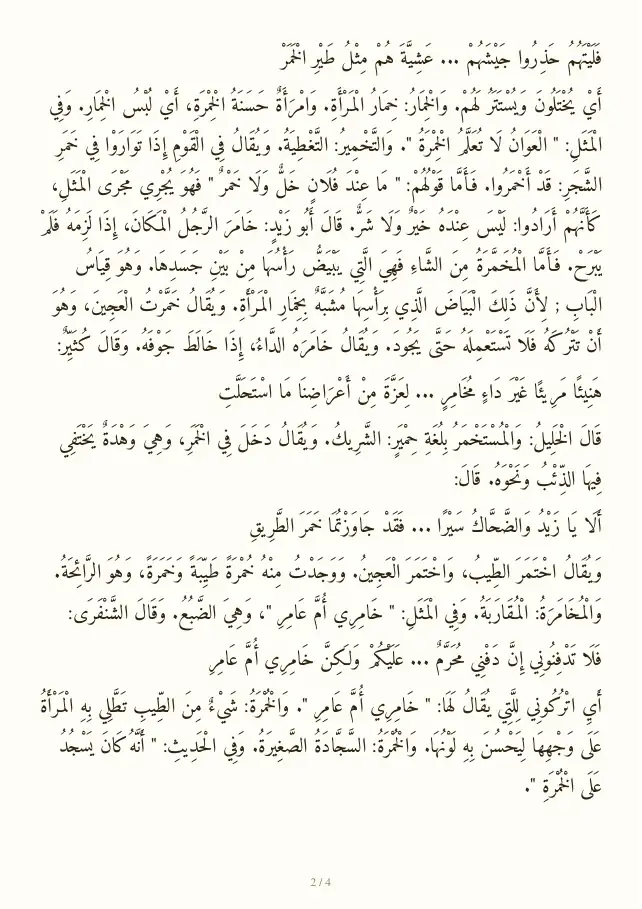 فَلَيْتَهُمُ حَذِرُوا جَيْشَهُمْ ... عَشِيَّةَ هُمْ مِثْلُ طَيْرِ الْخَمَرْ
أَيْ يُخْتَلُونَ وَيُسْتَتَرُ لَهُمْ. وَالْخِمَارُ: خِمَارُ الْمَرْأَةِ. وَامْرَأَةٌ حَسَنَةُ الْخِمْرَةِ، أَيْ لُبْسُ الْخِمَارِ. وَفِي
الْمَثَلِ: " الْعَوَانُ لَا تُعَلَّمُ الْخِمْرَةُ ". وَالتَّخْمِيرُ: التَّغْطِيَةُ. وَيُقَالُ فِي الْقَوْمِ إِذَا تَوَارَوْا فِي خَمَرِ
الشَّجَرِ: قَدْ أَخْمَرُوا. فَأَمَّا قَوْلُهُمْ: " مَا عِنْدَ فُلَانٍ خَلٌّ وَلَا خَمْرٌ " فَهُوَ يُجْرِي مَجْرَى الْمَثَلِ،
كَأَنَّهُمْ أَرَادُوا: لَيْسَ عِنْدَهُ خَيْرٌ وَلَا شَرٌّ. قَالَ أَبُو زَيْدٍ: خَامَرَ الرَّجُلُ الْمَكَانَ، إِذَا لَزِمَهُ فَلَمْ
يَبْرَحْ. فَأَمَّا الْمُخَمَّرَةُ مِنَ الشَّاءِ فَهِيَ الَّتِي يَبْيَضُّ رَأْسُهَا مِنْ بَيْنِ جَسَدِهَا. وَهُوَ قِيَاسُ
الْبَابِ ; لِأَنَّ ذَلِكَ الْبَيَاضَ الَّذِي بِرَأْسِهَا مُشَبَّهٌ بِخِمَارِ الْمَرْأَةِ. وَيُقَالُ خَمَّرْتُ الْعَجِينَ، وَهُوَ
أَنْ تَتْرُكَهُ فَلَا تَسْتَعْمِلَهُ حَتَّى يَجُودَ. وَيُقَالُ خَامَرَهُ الدَّاءُ، إِذَا خَالَطَ جَوْفَهُ. وَقَالَ كُثَيِّرٌ:
هَنِيئًا مَرِيئًا غَيْرَ دَاءٍ مُخَامِرٍ ... لِعَزَّةَ مِنْ أَعْرَاضِنَا مَا اسْتَحَلَّتِ
قَالَ الْخَلِيلُ: وَالْمُسْتَخْمَرُ بِلُغَةِ حِمْيَرٍ: الشَّرِيكُ. وَيُقَالُ دَخَلَ فِي الْخَمَرِ، وَهِيَ وَهْدَةٌ يَخْتَفِي
فِيهَا الذِّئْبُ وَنَحْوُهُ. قَالَ:
أَلَا يَا زَيْدُ وَالضَّحَّاكُ سَيْرًا ... فَقَدْ جَاوَزْتُمَا خَمَرَ الطَّرِيقِ
وَيُقَالُ اخْتَمَرَ الطِّيبُ، وَاخْتَمَرَ الْعَجِينُ. وَوَجَدْتُ مِنْهُ خُمْرَةً طَيِّبَةً وَخَمَرَةً، وَهُوَ الرَّائِحَةُ.
وَالْمُخَامَرَةُ: الْمُقَارَبَةُ. وَفِي الْمَثَلِ: " خَامِرِي أُمَّ عَامِرٍ "، وَهِيَ الضَّبُعُ. وَقَالَ الشَّنْفَرَى:
فَلَا تَدْفِنُونِي إِنَّ دَفْنِي مُحَرَّمٌ ... عَلَيْكُمْ وَلَكِنْ خَامِرِي أُمَّ عَامِرِ
أَيِ اتْرُكُونِي لِلَّتِي يُقَالُ لَهَا: " خَامِرِي أُمَّ عَامِرِ ". وَالْخُمْرَةُ: شَيْءٌ مِنَ الطِّيبِ تَطَّلِي بِهِ الْمَرْأَةُ
عَلَى وَجْهِهَا لِيَحْسُنَ بِهِ لَوْنُهَا. وَالْخُمْرَةُ: السَّجَّادَةُ الصَّغِيرَةُ. وَفِي الْحَدِيثِ: " أَنَّهُ كَانَ يَسْجُدُ
عَلَى الْخُمْرَةِ ".
2 / 4